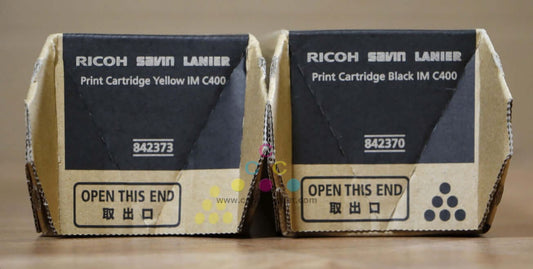 RICOH savin LANIER
Print Cartridge Yellow IM C400
842373
OPEN THIS END
取出口
RICOH savin LANIER
Print Cartridge Black IM C400
842370
OPEN THIS END
取出口